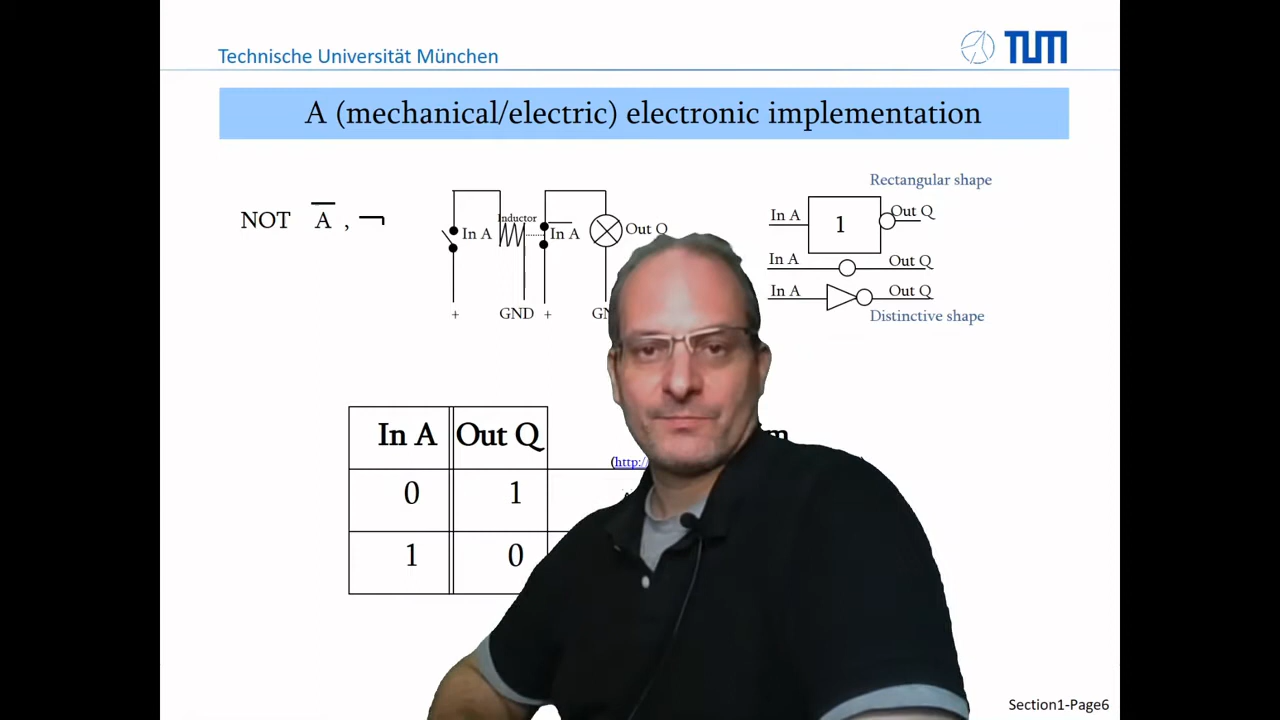 Technische Universität München
TUM
A (mechanical/electric) electronic implementation
Rectangular shape
NOT A , ¬
Inductor
In A
In A
Out Q
+
GND
+
In A
1
Out Q
In A
Out Q
In A
Out Q
Distinctive shape
In A
Out Q
0
1
1
0
(http:/
Section1-Page6